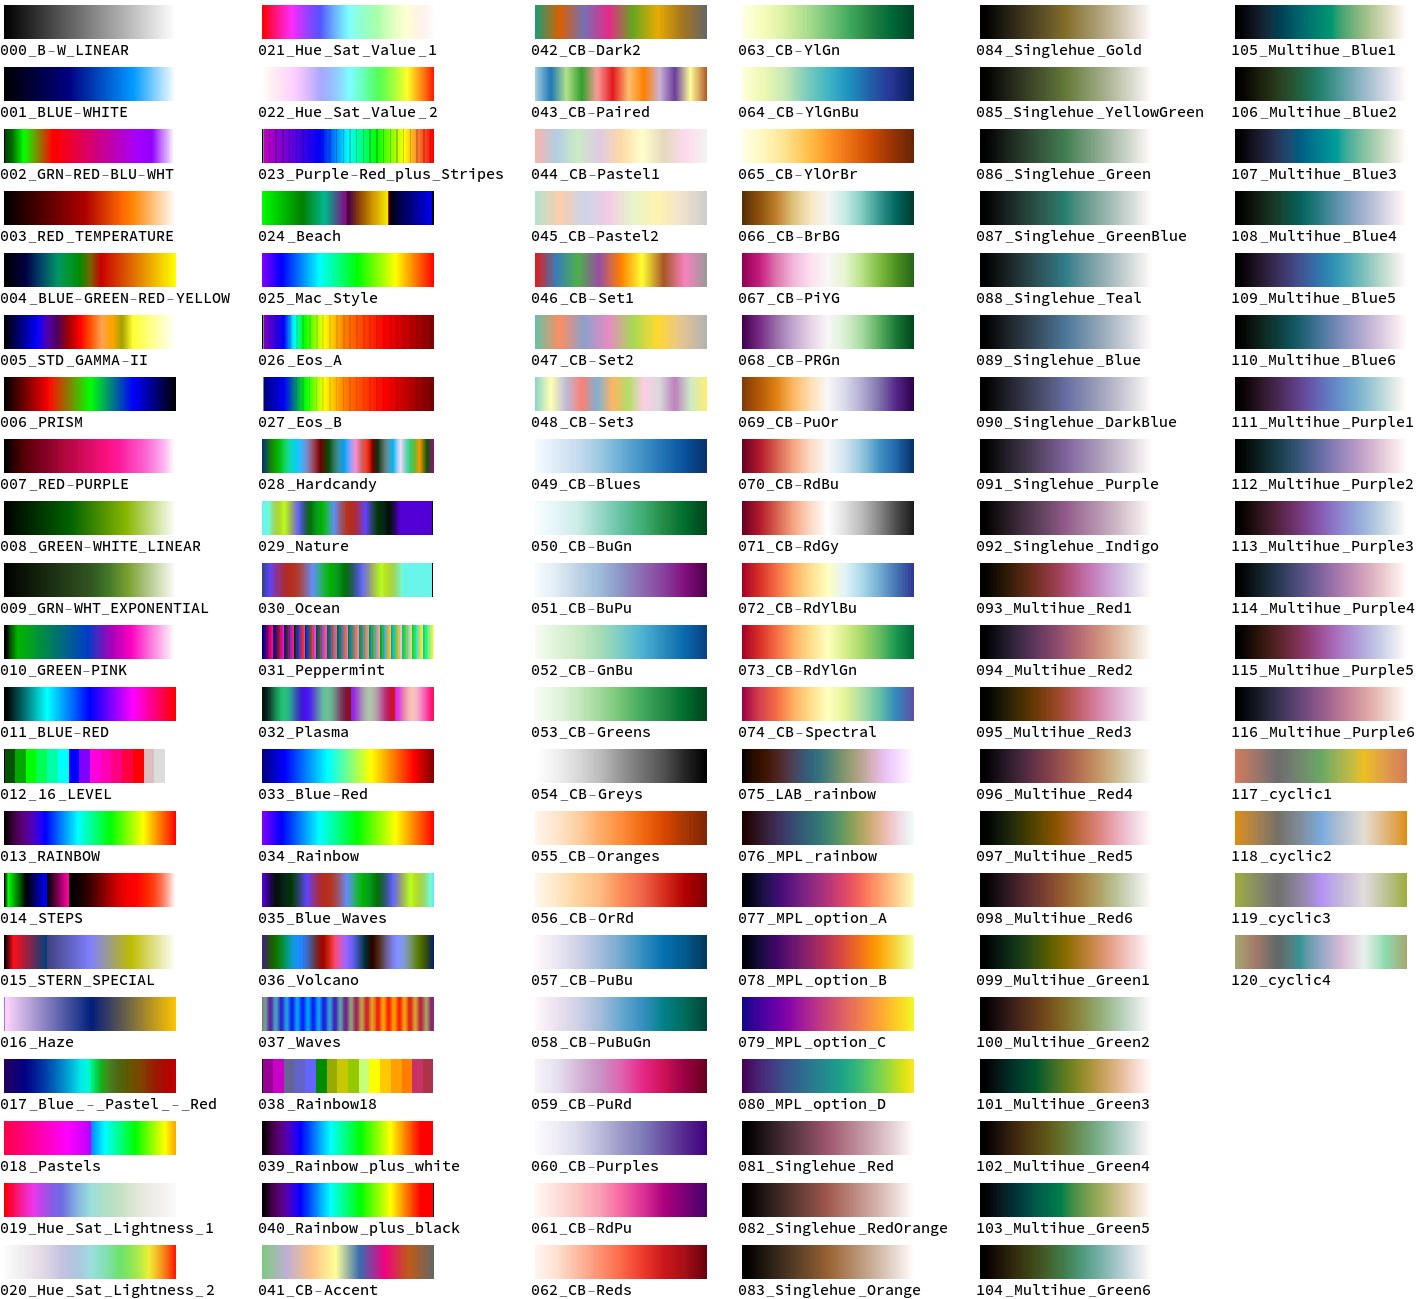 000_B-W_LINEAR
001_BLUE-WHITE
002_GRN-RED-BLU-WHT
003_RED_TEMPERATURE
004_BLUE-GREEN-RED-YELLOW
005_STD_GAMMA-II
006_PRISM
007_RED-PURPLE
008_GREEN-WHITE_LINEAR
009_GRN-WHT_EXPONENTIAL
010_GREEN-PINK
011_BLUE-RED
012_16_LEVEL
013_RAINBOW
014_STEPS
015_STERN_SPECIAL
016_Haze
017_Blue_-_Pastel_-_Red
018_Pastels
019_Hue_Sat_Lightness_1
020_Hue_Sat_Lightness_2
021_Hue_Sat_Value_1
022_Hue_Sat_Value_2
023_Purple-Red_plus_Stripes
024_Beach
025_Mac_Style
026_Eos_A
027_Eos_B
028_Hardcandy
029_Nature
030_Ocean
031_Peppermint
032_Plasma
033_Blue-Red
034_Rainbow
035_Blue_Waves
036_Volcano
037_Waves
038_Rainbow18
039_Rainbow_plus_white
040_Rainbow_plus_black
041_CB-Accent
042_CB-Dark2
043_CB-Paired
044_CB-Pastel1
045_CB-Pastel2
046_CB-Set1
047_CB-Set2
048_CB-Set3
049_CB-Blues
050_CB-BuGn
051_CB-BuPu
052_CB-GnBu
053_CB-Greens
054_CB-Greys
055_CB-Oranges
056_CB-OrRd
057_CB-PuBu
058_CB-PuBuGn
059_CB-PuRd
060_CB-Purples
061_CB-RdPu
062_CB-Reds
063_CB-YlGn
064_CB-YlGnBu
065_CB-YlOrBr
066_CB-BrBG
067_CB-PiYG
068_CB-PRGn
069_CB-PuOr
070_CB-RdBu
071_CB-RdGy
072_CB-RdYlBu
073_CB-RdYlGn
074_CB-Spectral
075_LAB_rainbow
076_MPL_rainbow
077_MPL_option_A
078_MPL_option_B
079_MPL_option_C
080_MPL_option_D
081_Singlehue_Red
082_Singlehue_RedOrange
083_Singlehue_Orange
084_Singlehue_Gold
085_Singlehue_YellowGreen
086_Singlehue_Green
087_Singlehue_GreenBlue
088_Singlehue_Teal
089_Singlehue_Blue
090_Singlehue_DarkBlue
091_Singlehue_Purple
092_Singlehue_Indigo
093_Multihue_Red1
094_Multihue_Red2
095_Multihue_Red3
096_Multihue_Red4
097_Multihue_Red5
098_Multihue_Red6
099_Multihue_Green1
100_Multihue_Green2
101_Multihue_Green3
102_Multihue_Green4
103_Multihue_Green5
104_Multihue_Green6
105_Multihue_Blue1
106_Multihue_Blue2
107_Multihue_Blue3
108_Multihue_Blue4
109_Multihue_Blue5
110_Multihue_Blue6
111_Multihue_Purple1
112_Multihue_Purple2
113_Multihue_Purple3
114_Multihue_Purple4
115_Multihue_Purple5
116_Multihue_Purple6
117_cyclic1
118_cyclic2
119_cyclic3
120_cyclic4